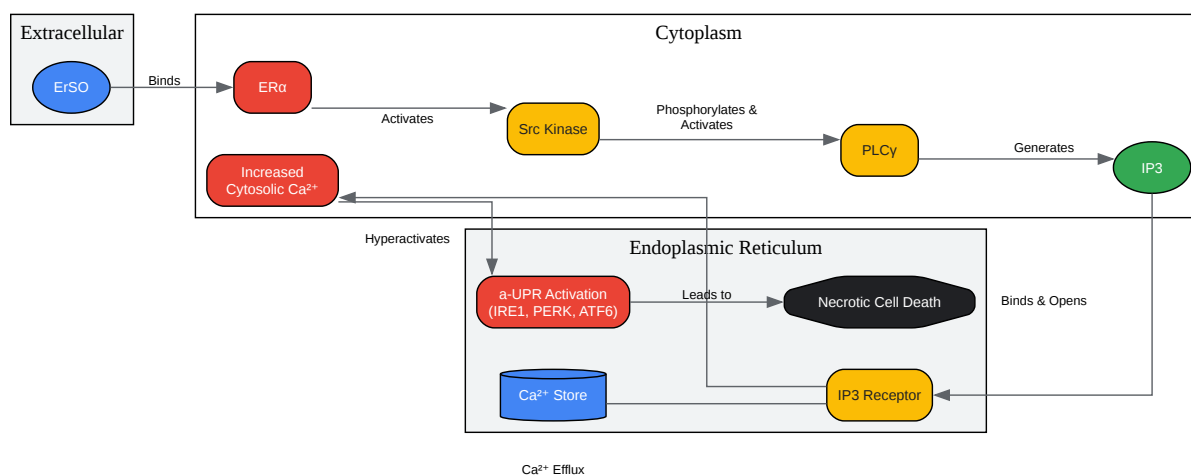 Extracellular
Cytoplasm
ErSO
Binds
ERα
Activates
Src Kinase
Phosphorylates &
Activates
PLCγ
Generates
IP3
Increased
Cytosolic Ca²⁺
Hyperactivates
Endoplasmic Reticulum
a-UPR Activation
(IRE1, PERK, ATF6)
Leads to
Necrotic Cell Death
Binds & Opens
Ca²⁺ Store
IP3 Receptor
Ca²⁺ Efflux